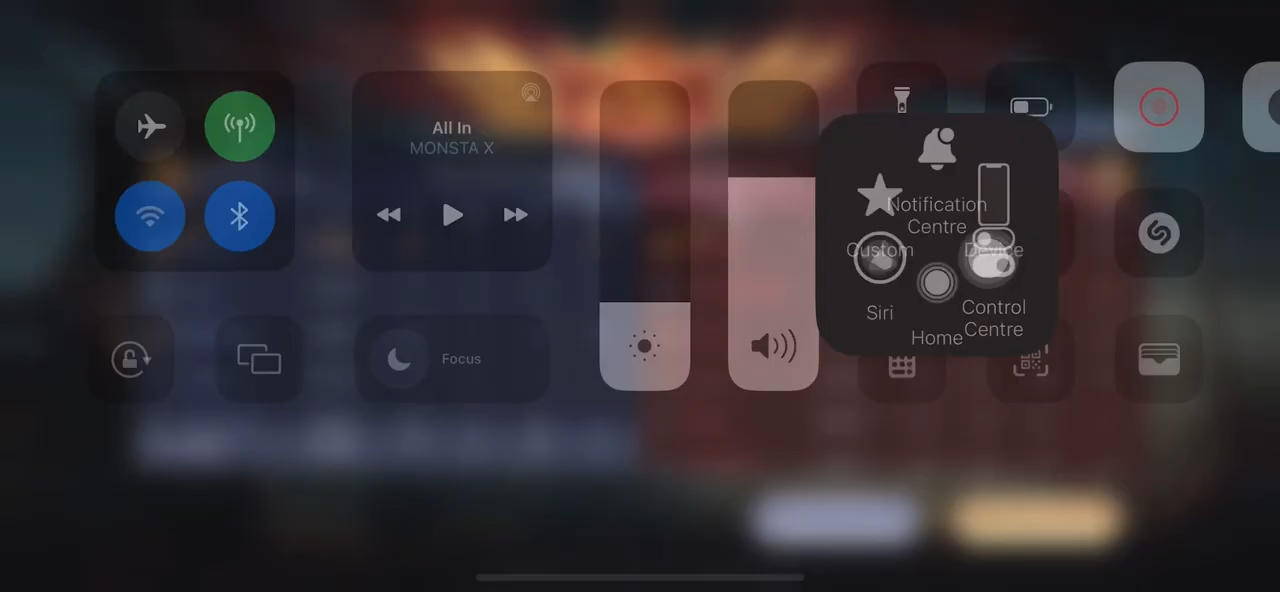 All In
MONSTA X
Focus
Notification
Centre
Custom
Device
Siri
Control
Centre
Home